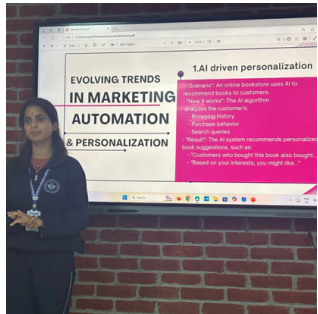 EVOLVING TRENDS
IN MARKETING
AUTOMATION
& PERSONALIZATION
1.AI driven personalization
"Scenario": An online bookstore uses AI to
recommend books to customers.
"How it works": The AI algorithm
analyzes the customer's:
- Browsing history
- Purchase behavior
- Search queries
"Result": The AI system recommends personalized
book suggestions, such as:
- "Customers who bought this book also bought...
- "Based on your interests, you might like..."
Search